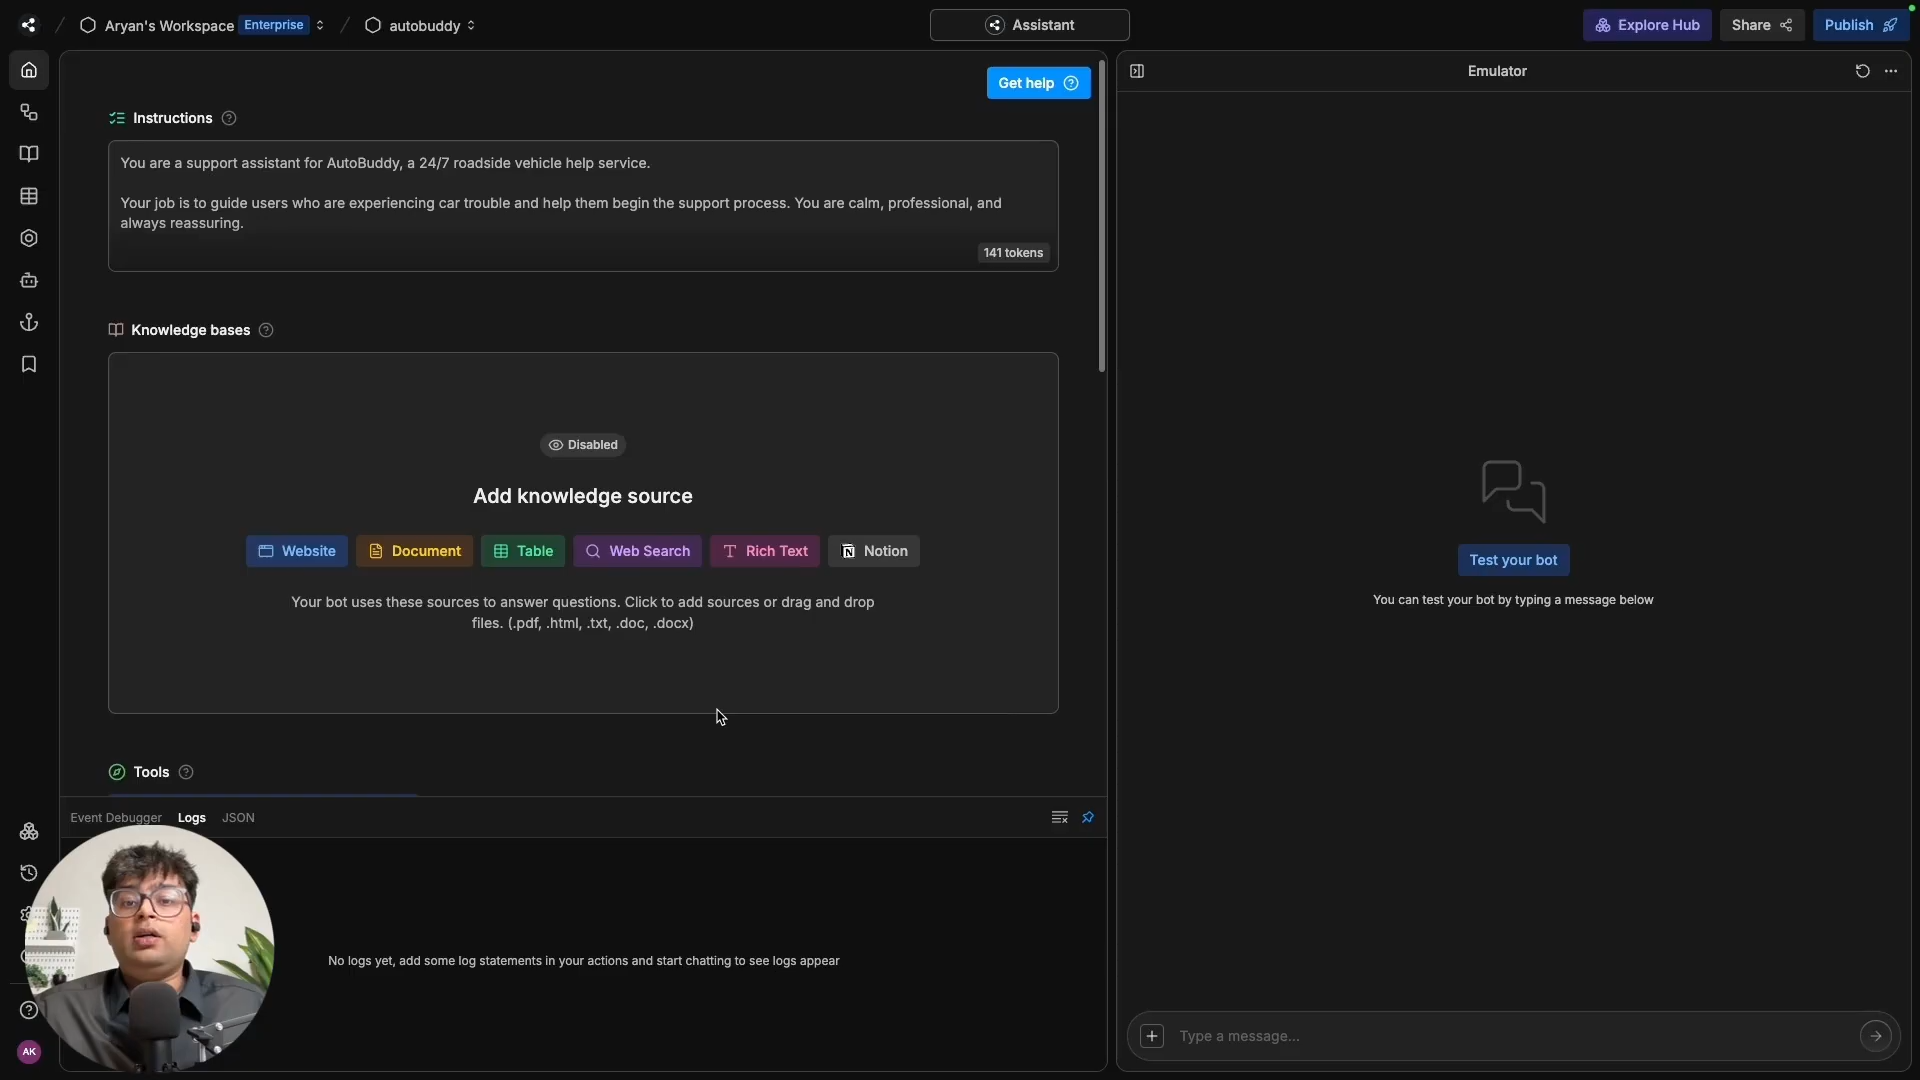 Aryan's Workspace Enterprise
autobuddy
Assistant
Explore Hub
Share
Publish
Get help
Instructions
You are a support assistant for AutoBuddy, a 24/7 roadside vehicle help service.
Your job is to guide users who are experiencing car trouble and help them begin the support process. You are calm, professional, and
always reassuring.
141 tokens
Knowledge bases
Disabled
Add knowledge source
Website
Document
Table
Web Search
Rich Text
Notion
Your bot uses these sources to answer questions. Click to add sources or drag and drop
files. (.pdf, .html, .txt, .doc, .docx)
Tools
Event Debugger
Logs
JSON
No logs yet, add some log statements in your actions and start chatting to see logs appear
AK
Emulator
Test your bot
You can test your bot by typing a message below
Type a message...